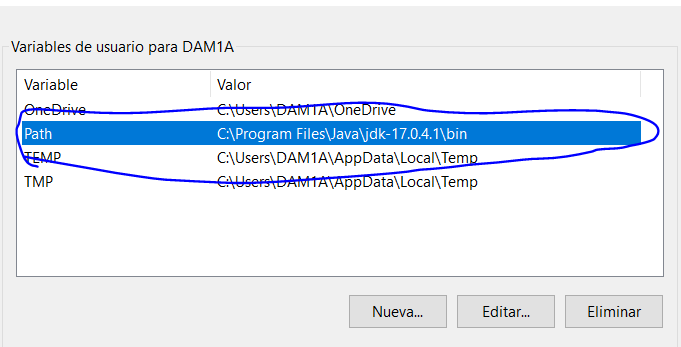 Variables de usuario para DAM1A
Variable Valor
OneDrive C:\Users\DAM1A\OneDrive
Path C:\Program Files\Java\jdk-17.0.4.1\bin
TEMP C:\Users\DAM1A\AppData\Local\Temp
TMP C:\Users\DAM1A\AppData\Local\Temp
Nueva... Editar... Eliminar